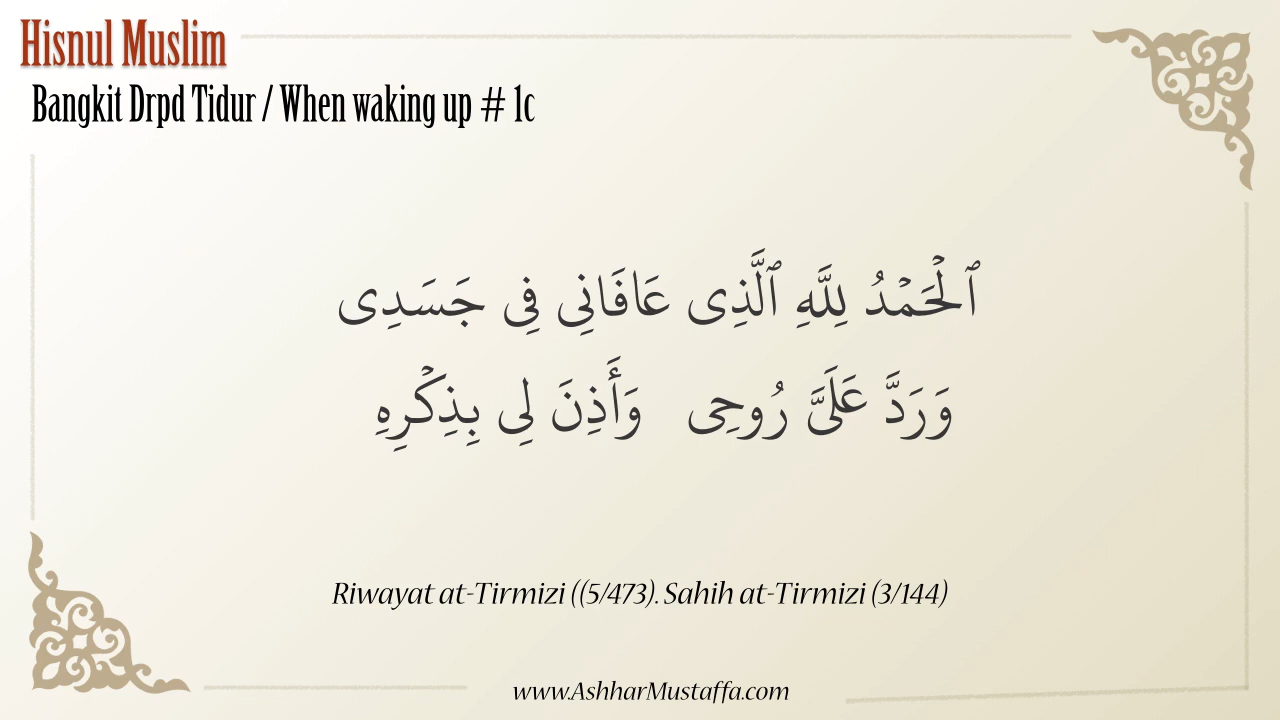 Hisnul Muslim
Bangkit Drpd Tidur / When waking up # 1c
ٱلْحَمْدُ لِلَّهِ ٱلَّذِى عَافَانِى فِى جَسَدِى
وَرَدَّ عَلَىَّ رُوحِى وَأَذِنَ لِى بِذِكْرِهِ
Riwayat at-Tirmizi ((5/473). Sahih at-Tirmizi (3/144)
www.AshharMustaffa.com